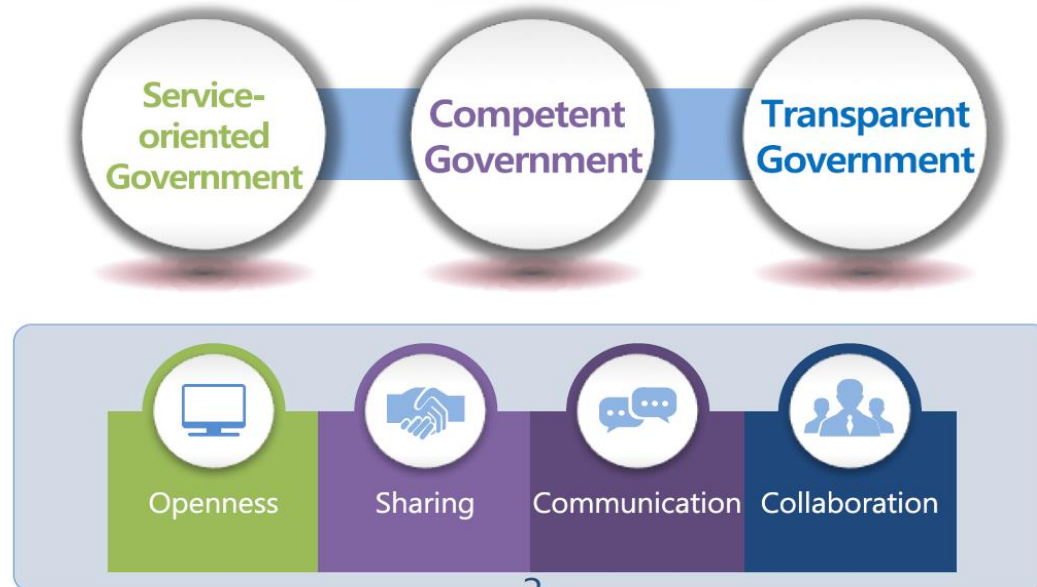 Service-
oriented
Government
Competent
Government
Transparent
Government
Openness
Sharing
Communication
Collaboration